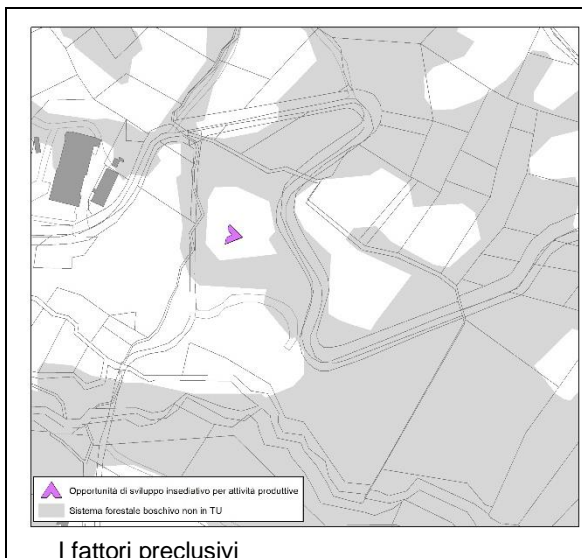 Opportunità di sviluppo insediativo per attività produttive
Sistema forestale boschivo non in TU
I fattori preclusivi